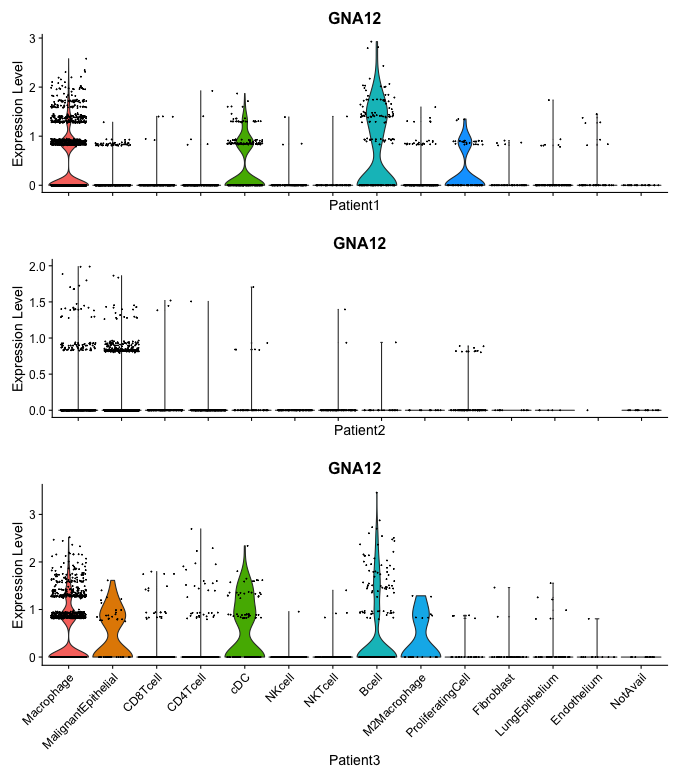 GNA12
Expression Level
3
2
1
0
Patient1
GNA12
Expression Level
2.0
1.5
1.0
0.5
0.0
Patient2
GNA12
Expression Level
3
2
1
0
Macrophage
MalignantEpithelial
CD8Tcell
CD4Tcell
cDC
NKcell
NKTcell
Bcell
M2Macrophage
ProliferatingCell
Fibroblast
LungEpithelium
Endothelium
NotAvail
Patient3